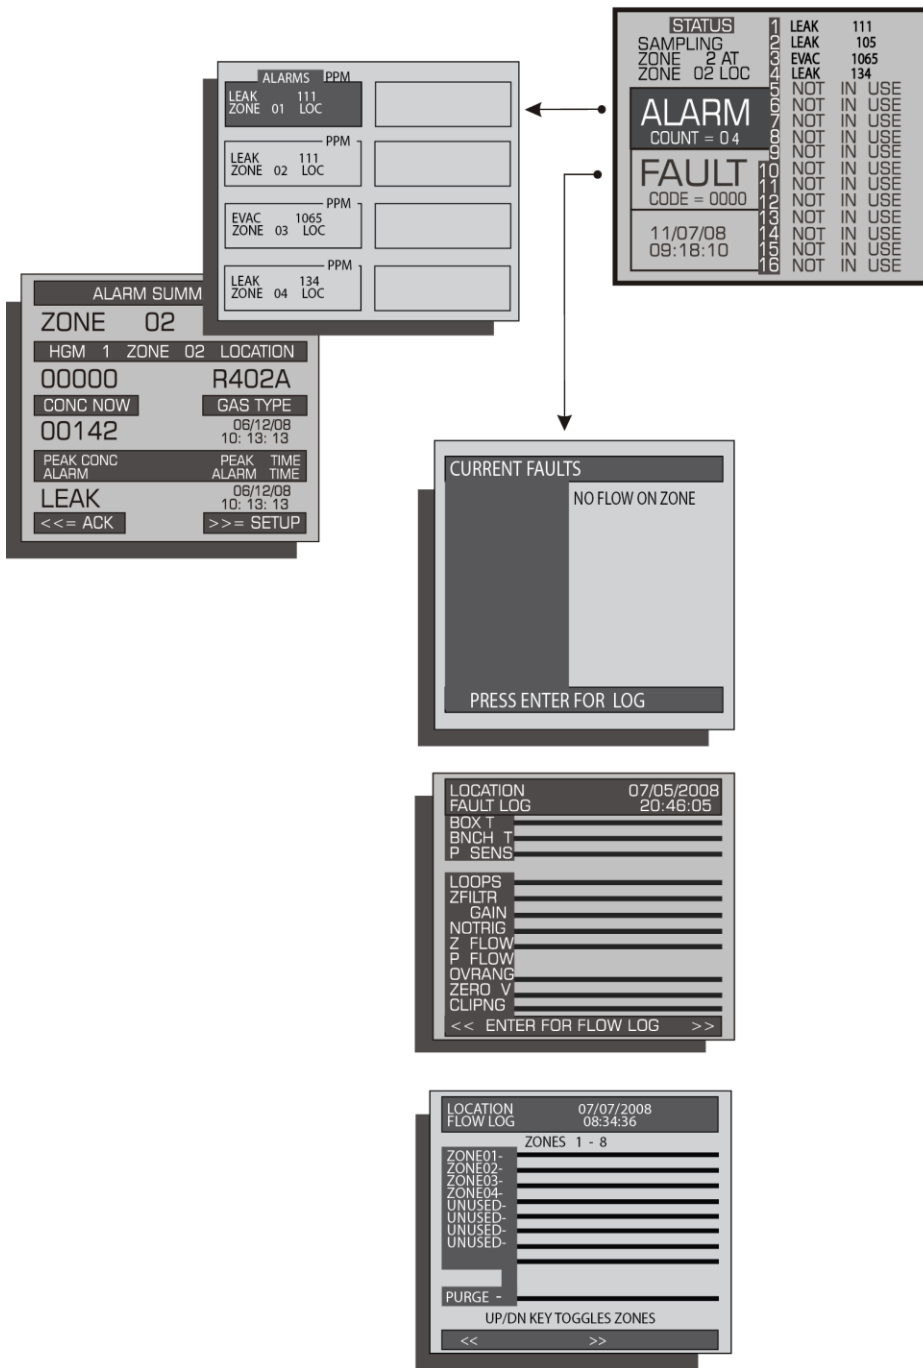 STATUS
SAMPLING
ZONE 2 AT
ZONE 02 LOC
ALARM
COUNT = 04
FAULT
CODE = 0000
11/07/08
09:18:10
1 LEAK 111
2 LEAK 105
3 EVAC 1065
4 LEAK 134
5 NOT IN USE
6 NOT IN USE
7 NOT IN USE
8 NOT IN USE
9 NOT IN USE
10 NOT IN USE
11 NOT IN USE
12 NOT IN USE
13 NOT IN USE
14 NOT IN USE
15 NOT IN USE
16 NOT IN USE
ALARMS PPM
LEAK 111
ZONE 01 LOC
PPM
LEAK 111
ZONE 02 LOC
PPM
EVAC 1065
ZONE 03 LOC
PPM
LEAK 134
ZONE 04 LOC
ALARM SUMM
ZONE 02
HGM 1 ZONE 02 LOCATION
00000 R402A
CONC NOW GAS TYPE
00142 06/12/08
10: 13: 13
PEAK CONC PEAK TIME
ALARM ALARM TIME
LEAK 06/12/08
10: 13: 13
<<= ACK >>= SETUP
CURRENT FAULTS
NO FLOW ON ZONE
PRESS ENTER FOR LOG
LOCATION 07/05/2008
FAULT LOG 20:46:05
BOX T
BNCH T
P SENS
LOOPS
ZFILTR
GAIN
NOTRIG
Z FLOW
P FLOW
OVRANG
ZERO V
CLIPNG
<< ENTER FOR FLOW LOG >>
LOCATION 07/07/2008
FLOW LOG 08:34:36
ZONES 1 - 8
ZONE01-
ZONE02-
ZONE03-
ZONE04-
UNUSED-
UNUSED-
UNUSED-
UNUSED-
PURGE -
UP/DN KEY TOGGLES ZONES
<< >>